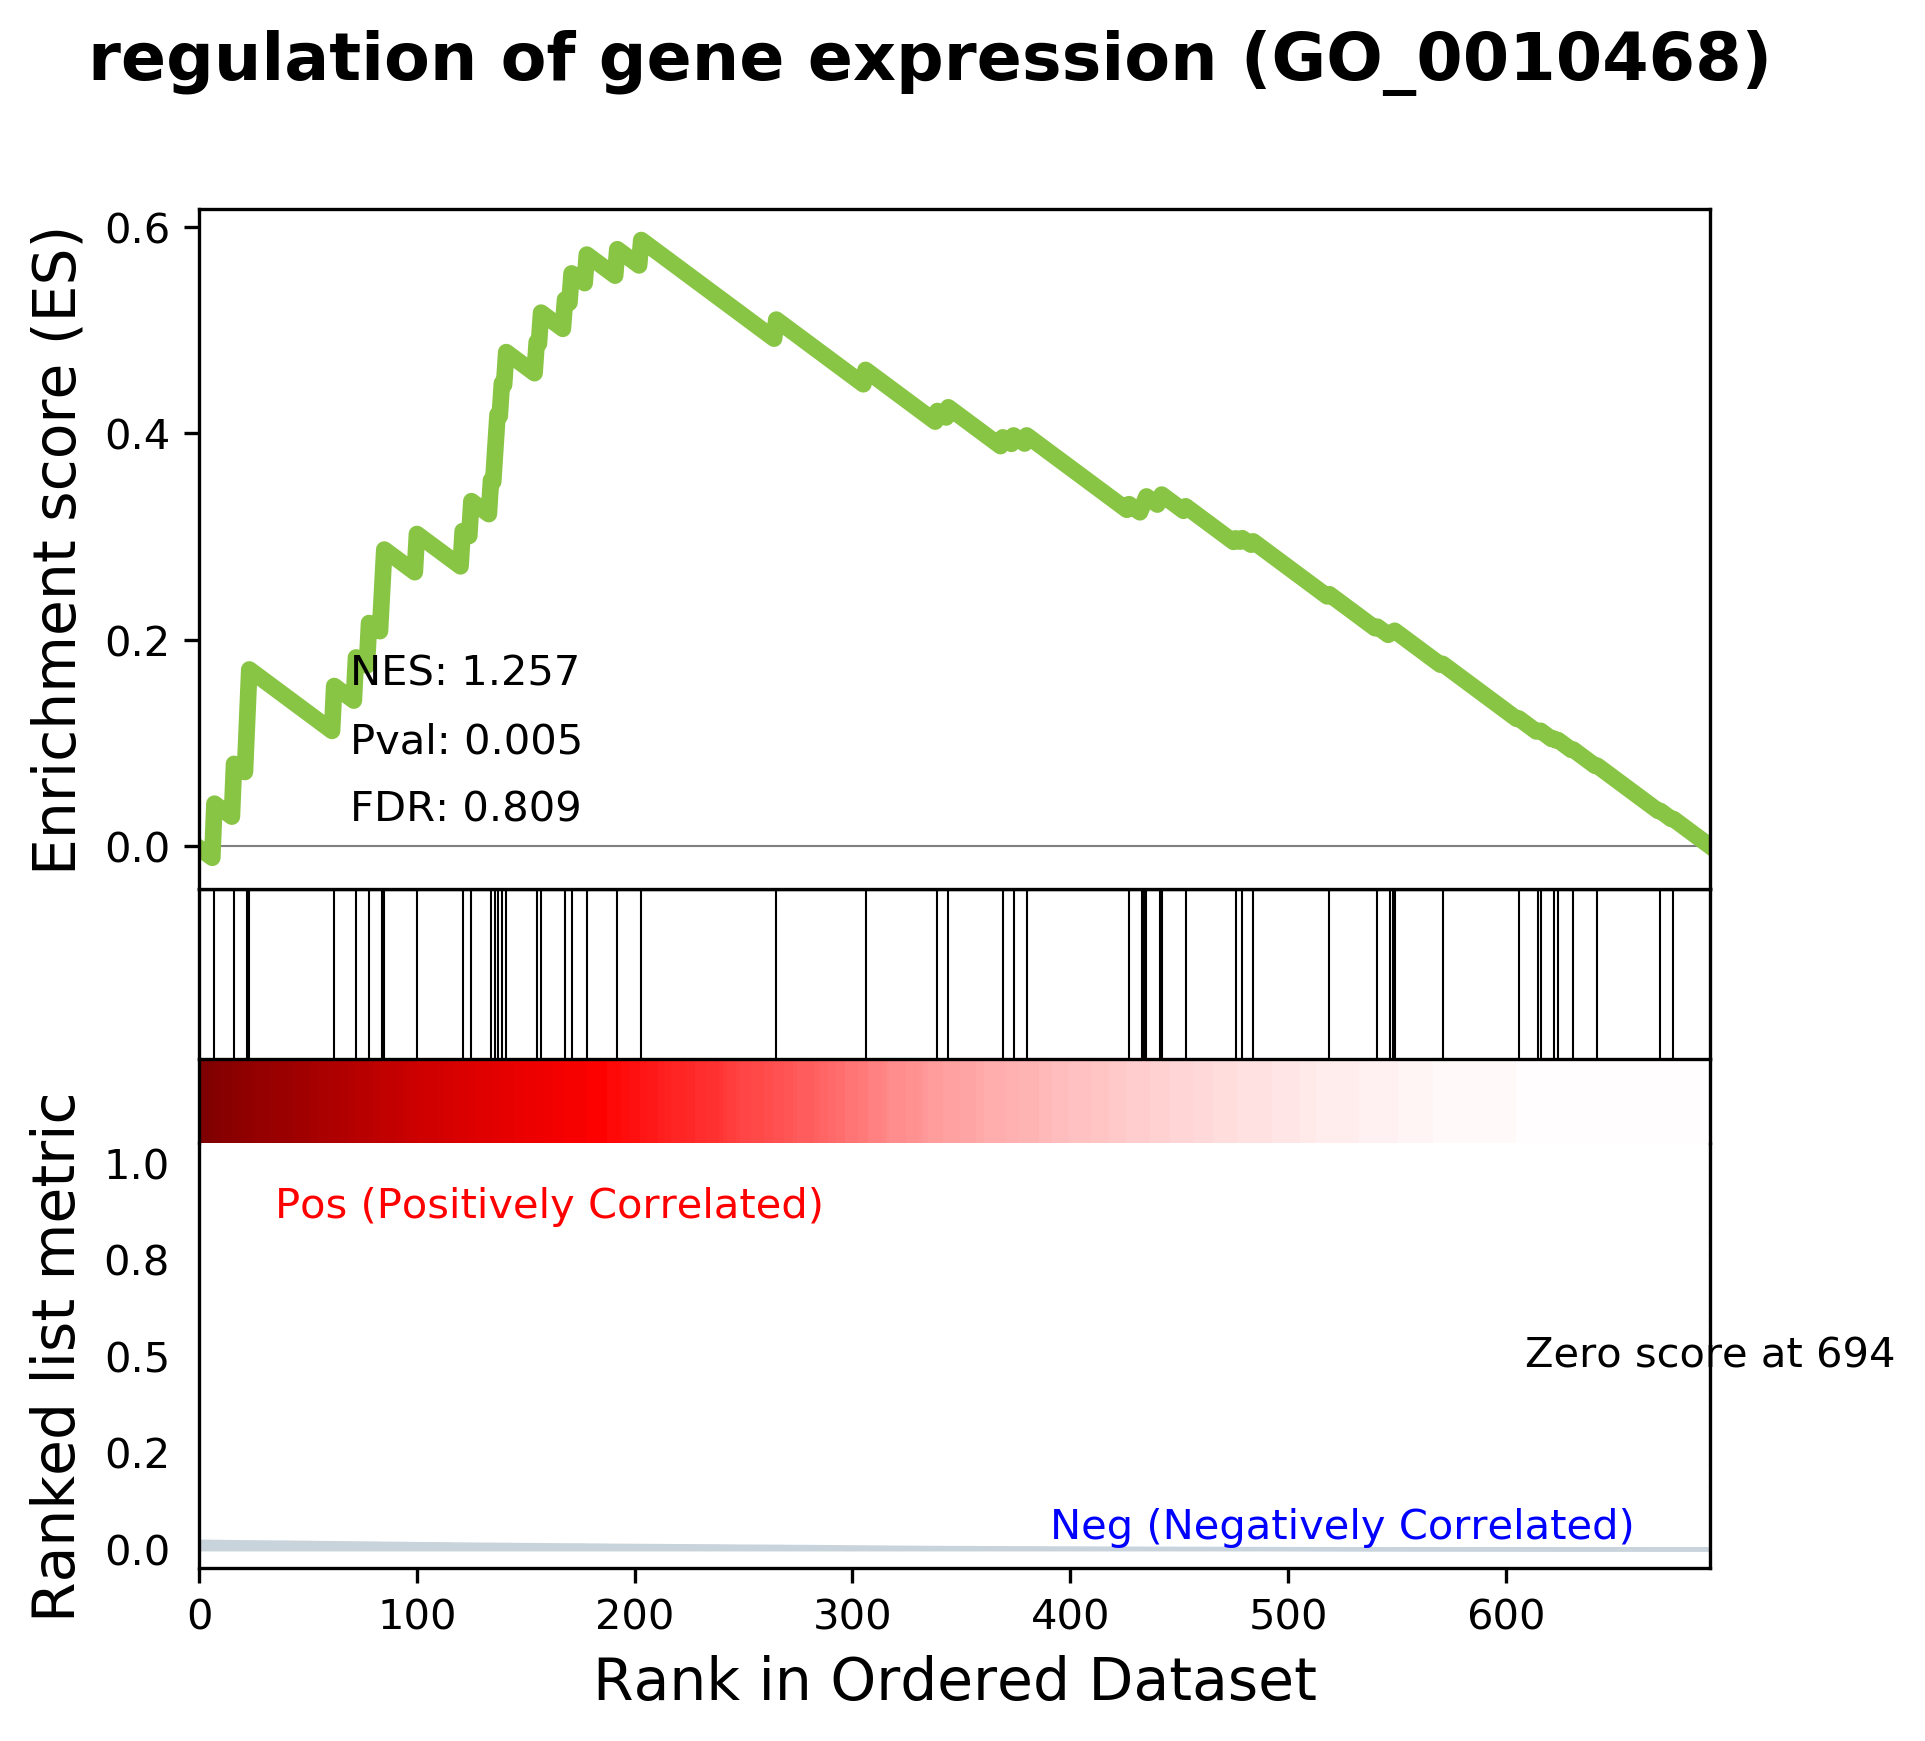 regulation of gene expression (GO_0010468)
Enrichment score (ES)
0.6
0.4
0.2
0.0
NES: 1.257
Pval: 0.005
FDR: 0.809
Ranked list metric
1.0
0.8
0.5
0.2
0.0
Pos (Positively Correlated)
Zero score at 694
Neg (Negatively Correlated)
0 100 200 300 400 500 600
Rank in Ordered Dataset